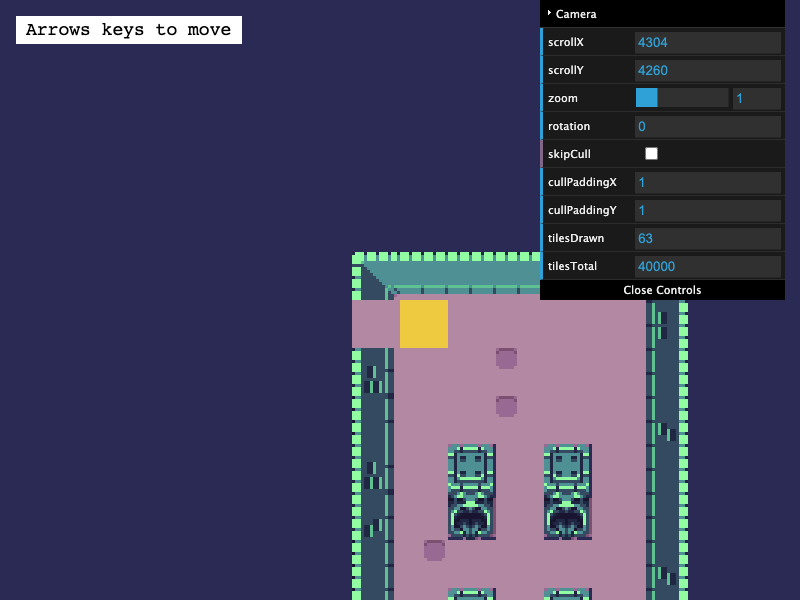 Arrows keys to move
Camera
scrollX 4304
scrollY 4260
zoom 1
rotation 0
skipCull
cullPaddingX 1
cullPaddingY 1
tilesDrawn 63
tilesTotal 40000
Close Controls